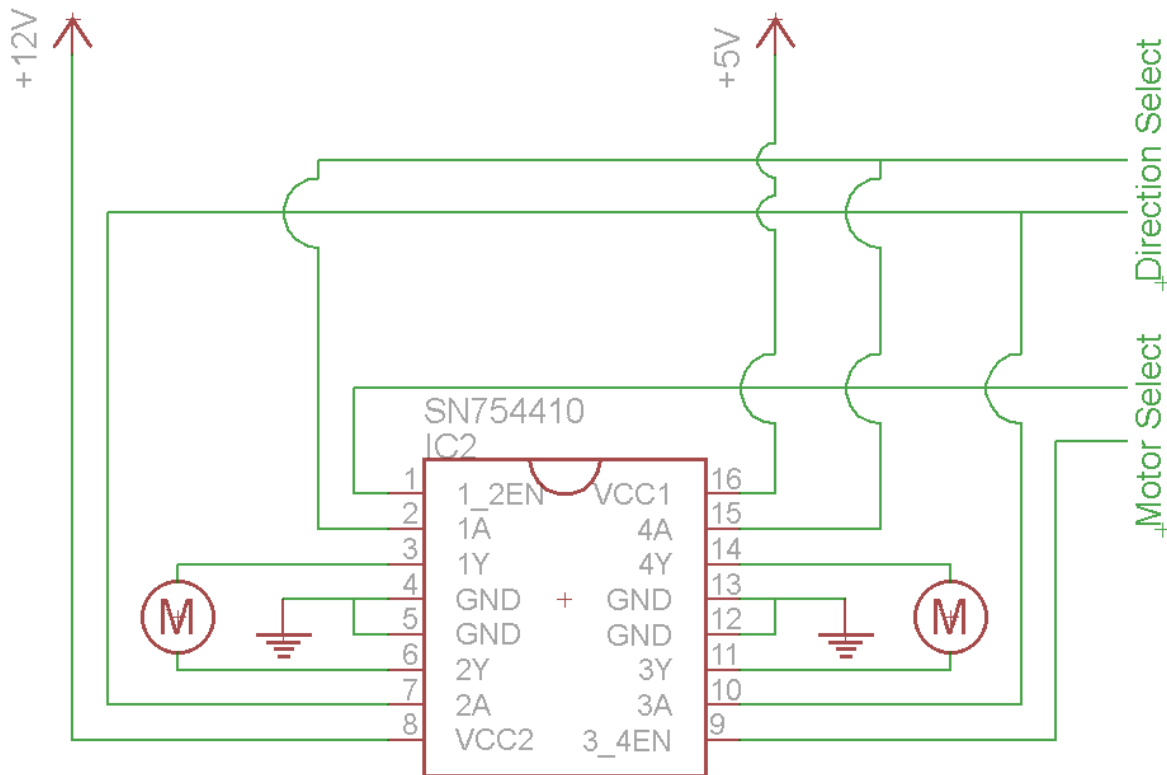 +12V
+5V
Direction Select
Motor Select
SN754410
IC2
1 1_2EN VCC1 16
2 1A 4A 15
3 1Y 4Y 14
4 GND GND 13
5 GND GND 12
6 2Y 3Y 11
7 2A 3A 10
8 VCC2 3_4EN 9
M
M